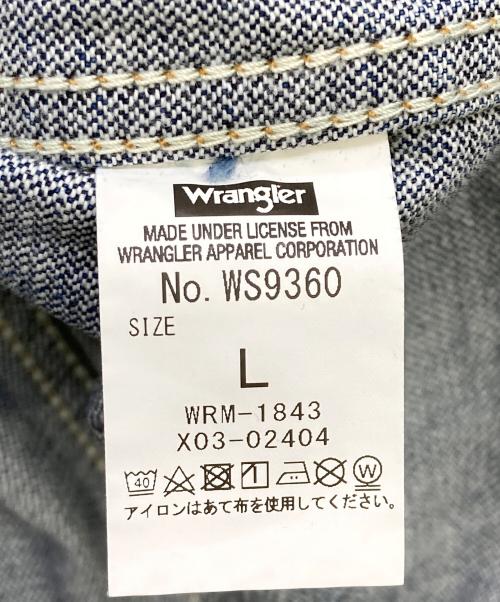 Wrangler
MADE UNDER LICENSE FROM
WRANGLER APPAREL CORPORATION
No. WS9360
SIZE
L
WRM-1843
X03-02404
40 W
アイロンはあて布を使用してください。